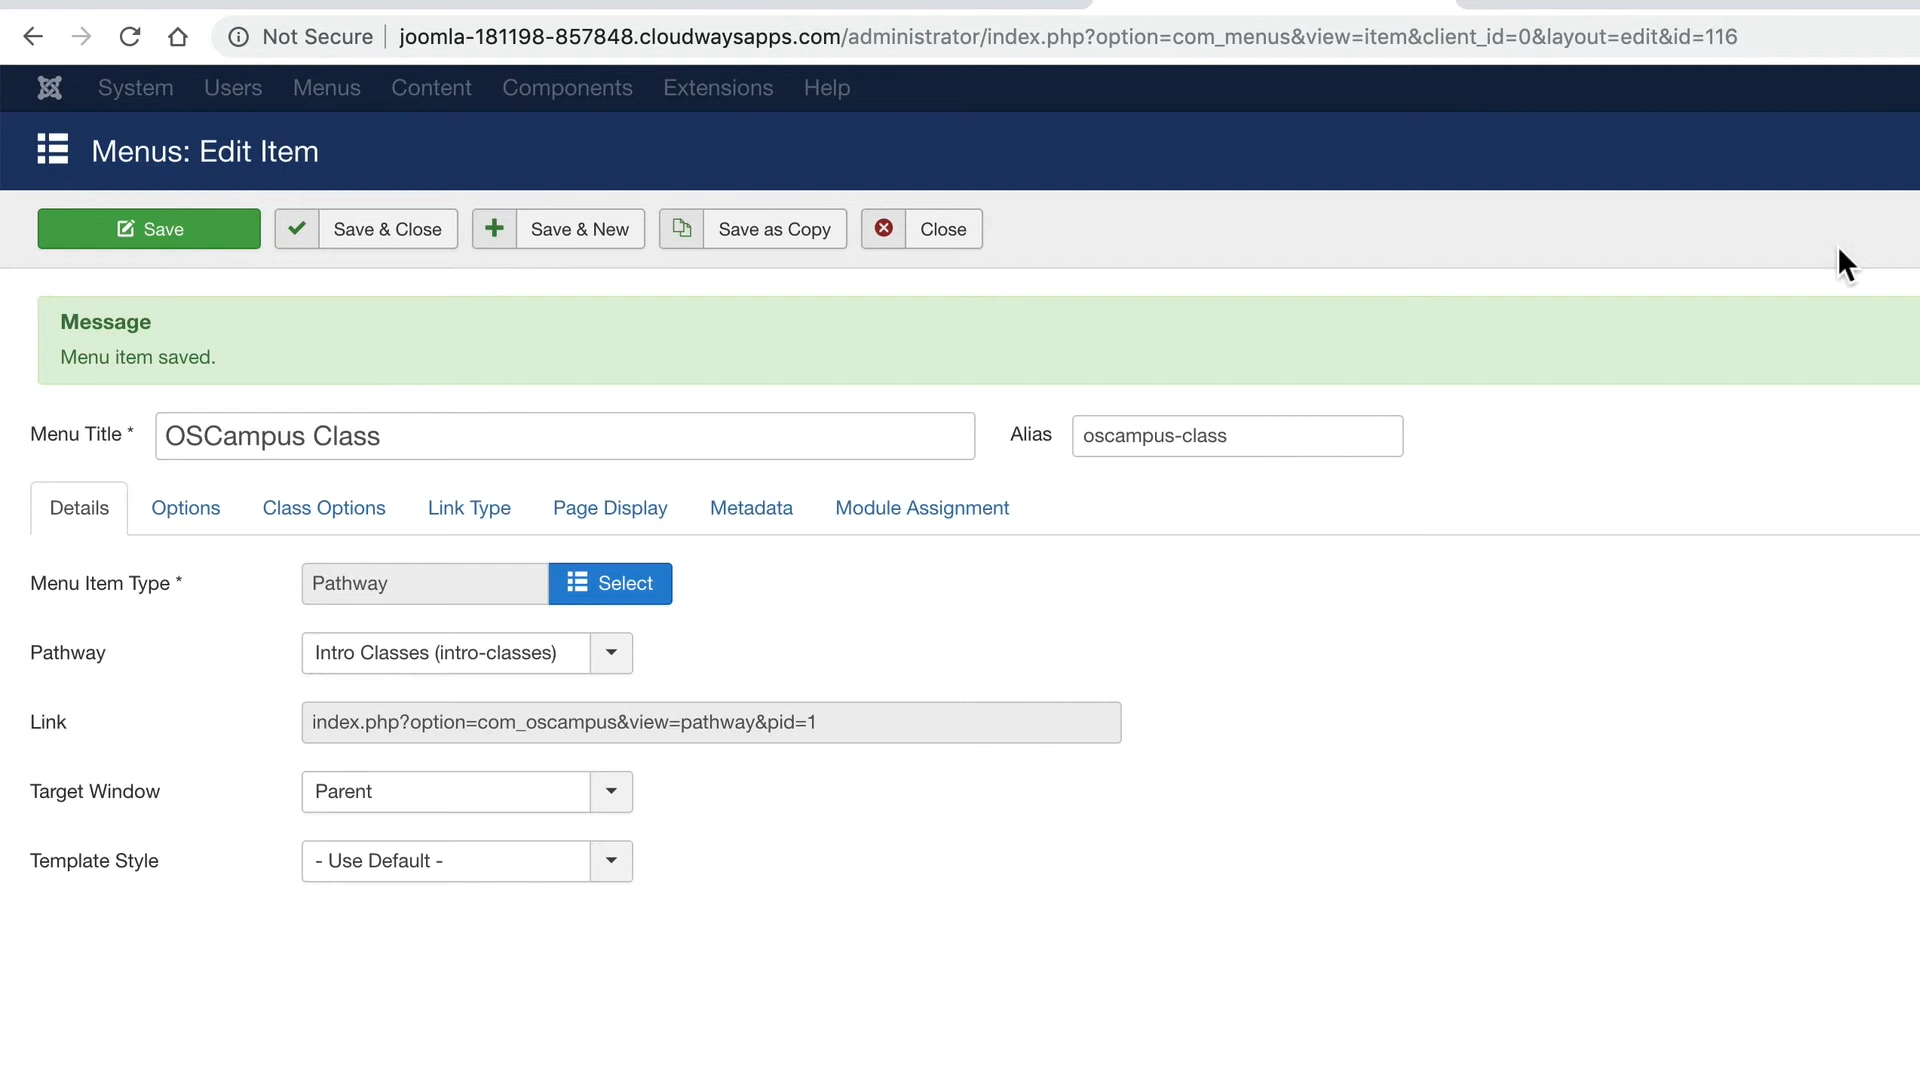 Not Secure joomla-181198-857848.cloudwaysapps.com/administrator/index.php?option=com_menus&view=item&client_id=0&layout=edit&id=116
System Users Menus Content Components Extensions Help
Menus: Edit Item
Save Save & Close Save & New Save as Copy Close
Message
Menu item saved.
Menu Title * OSCampus Class Alias oscampus-class
Details Options Class Options Link Type Page Display Metadata Module Assignment
Menu Item Type * Pathway Select
Pathway Intro Classes (intro-classes)
Link index.php?option=com_oscampus&view=pathway&pid=1
Target Window Parent
Template Style - Use Default -